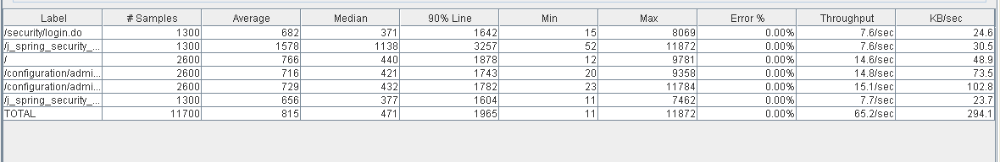 Label # Samples Average Median 90% Line Min Max Error % Throughput KB/sec
/security/login.do 1300 682 371 1642 15 8069 0.00% 7.6/sec 24.6
/j_spring_security_... 1300 1578 1138 3257 52 11872 0.00% 7.6/sec 30.5
/ 2600 766 440 1878 12 9781 0.00% 14.6/sec 48.9
/configuration/admi... 2600 716 421 1743 20 9358 0.00% 14.8/sec 73.5
/configuration/admi... 2600 729 432 1782 23 11784 0.00% 15.1/sec 102.8
/j_spring_security_... 1300 656 377 1604 11 7462 0.00% 7.7/sec 23.7
TOTAL 11700 815 471 1965 11 11872 0.00% 65.2/sec 294.1